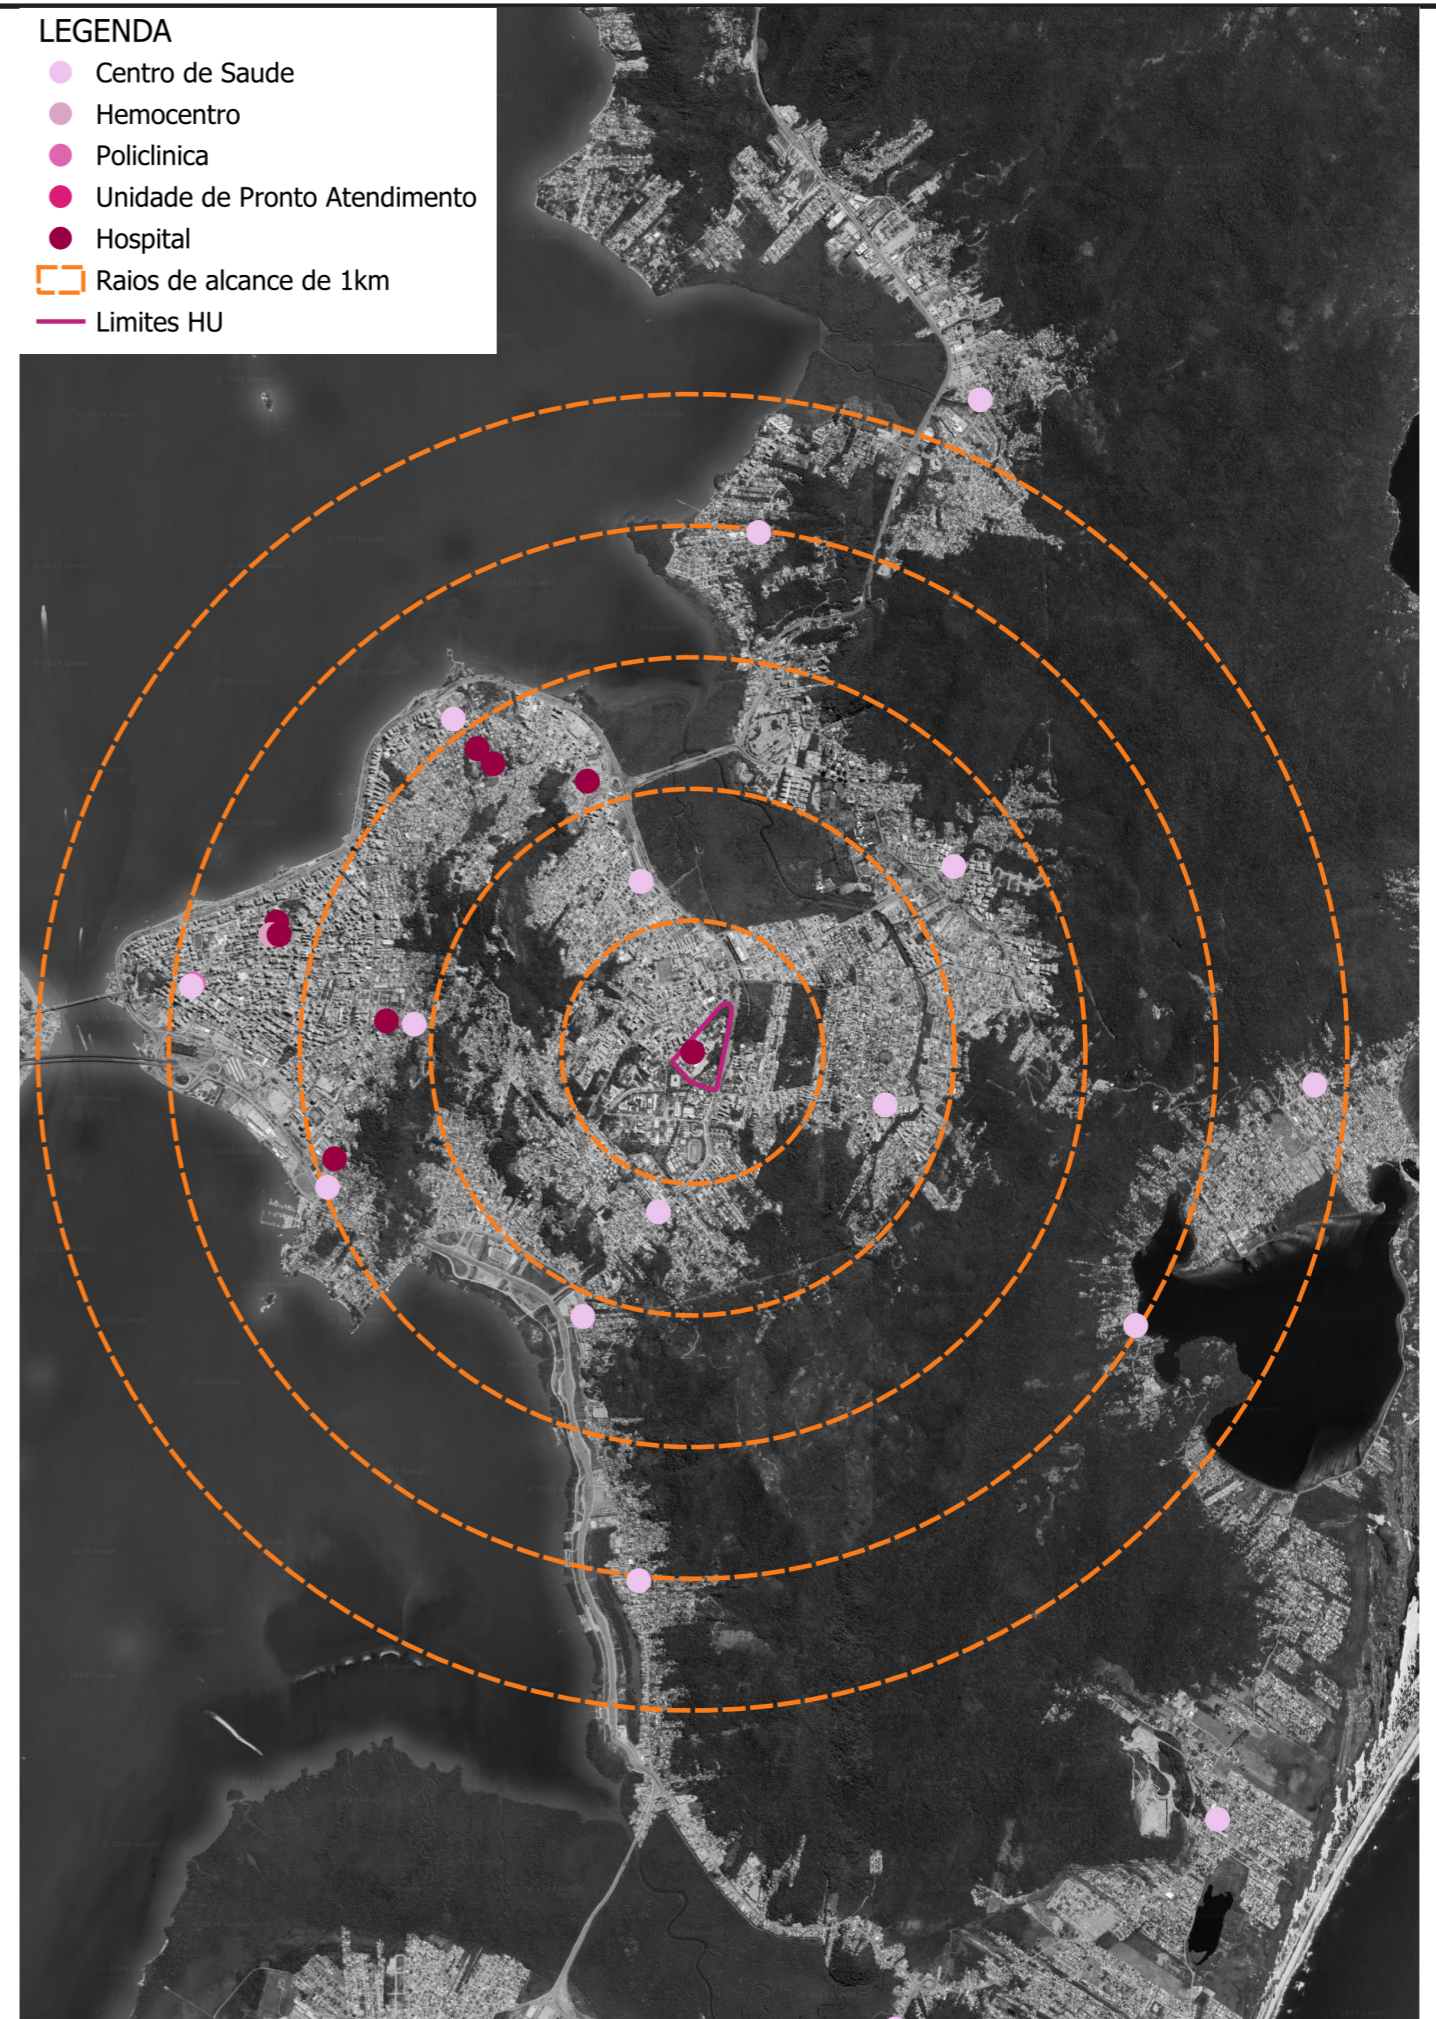 LEGENDA
Centro de Saude
Hemocentro
Policlinica
Unidade de Pronto Atendimento
Hospital
Raios de alcance de 1km
Limites HU